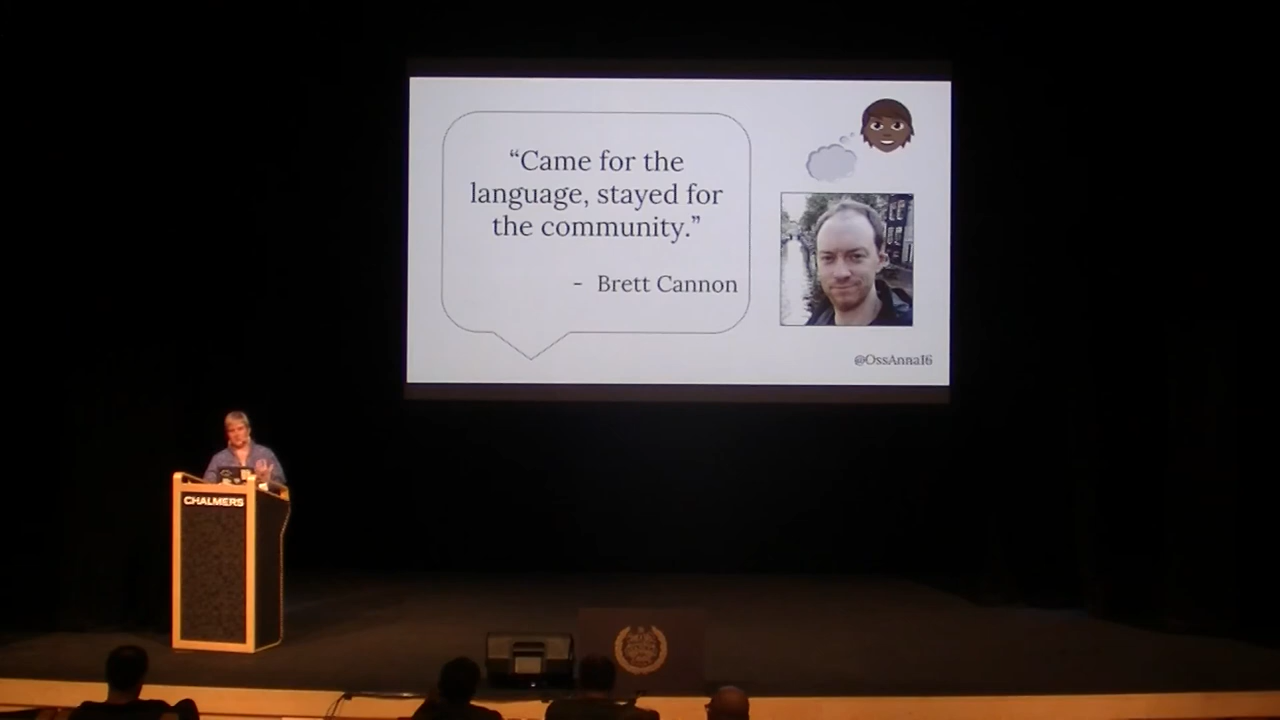 “Came for the
language, stayed for
the community.”
- Brett Cannon
@OssAnna16
CHALMERS